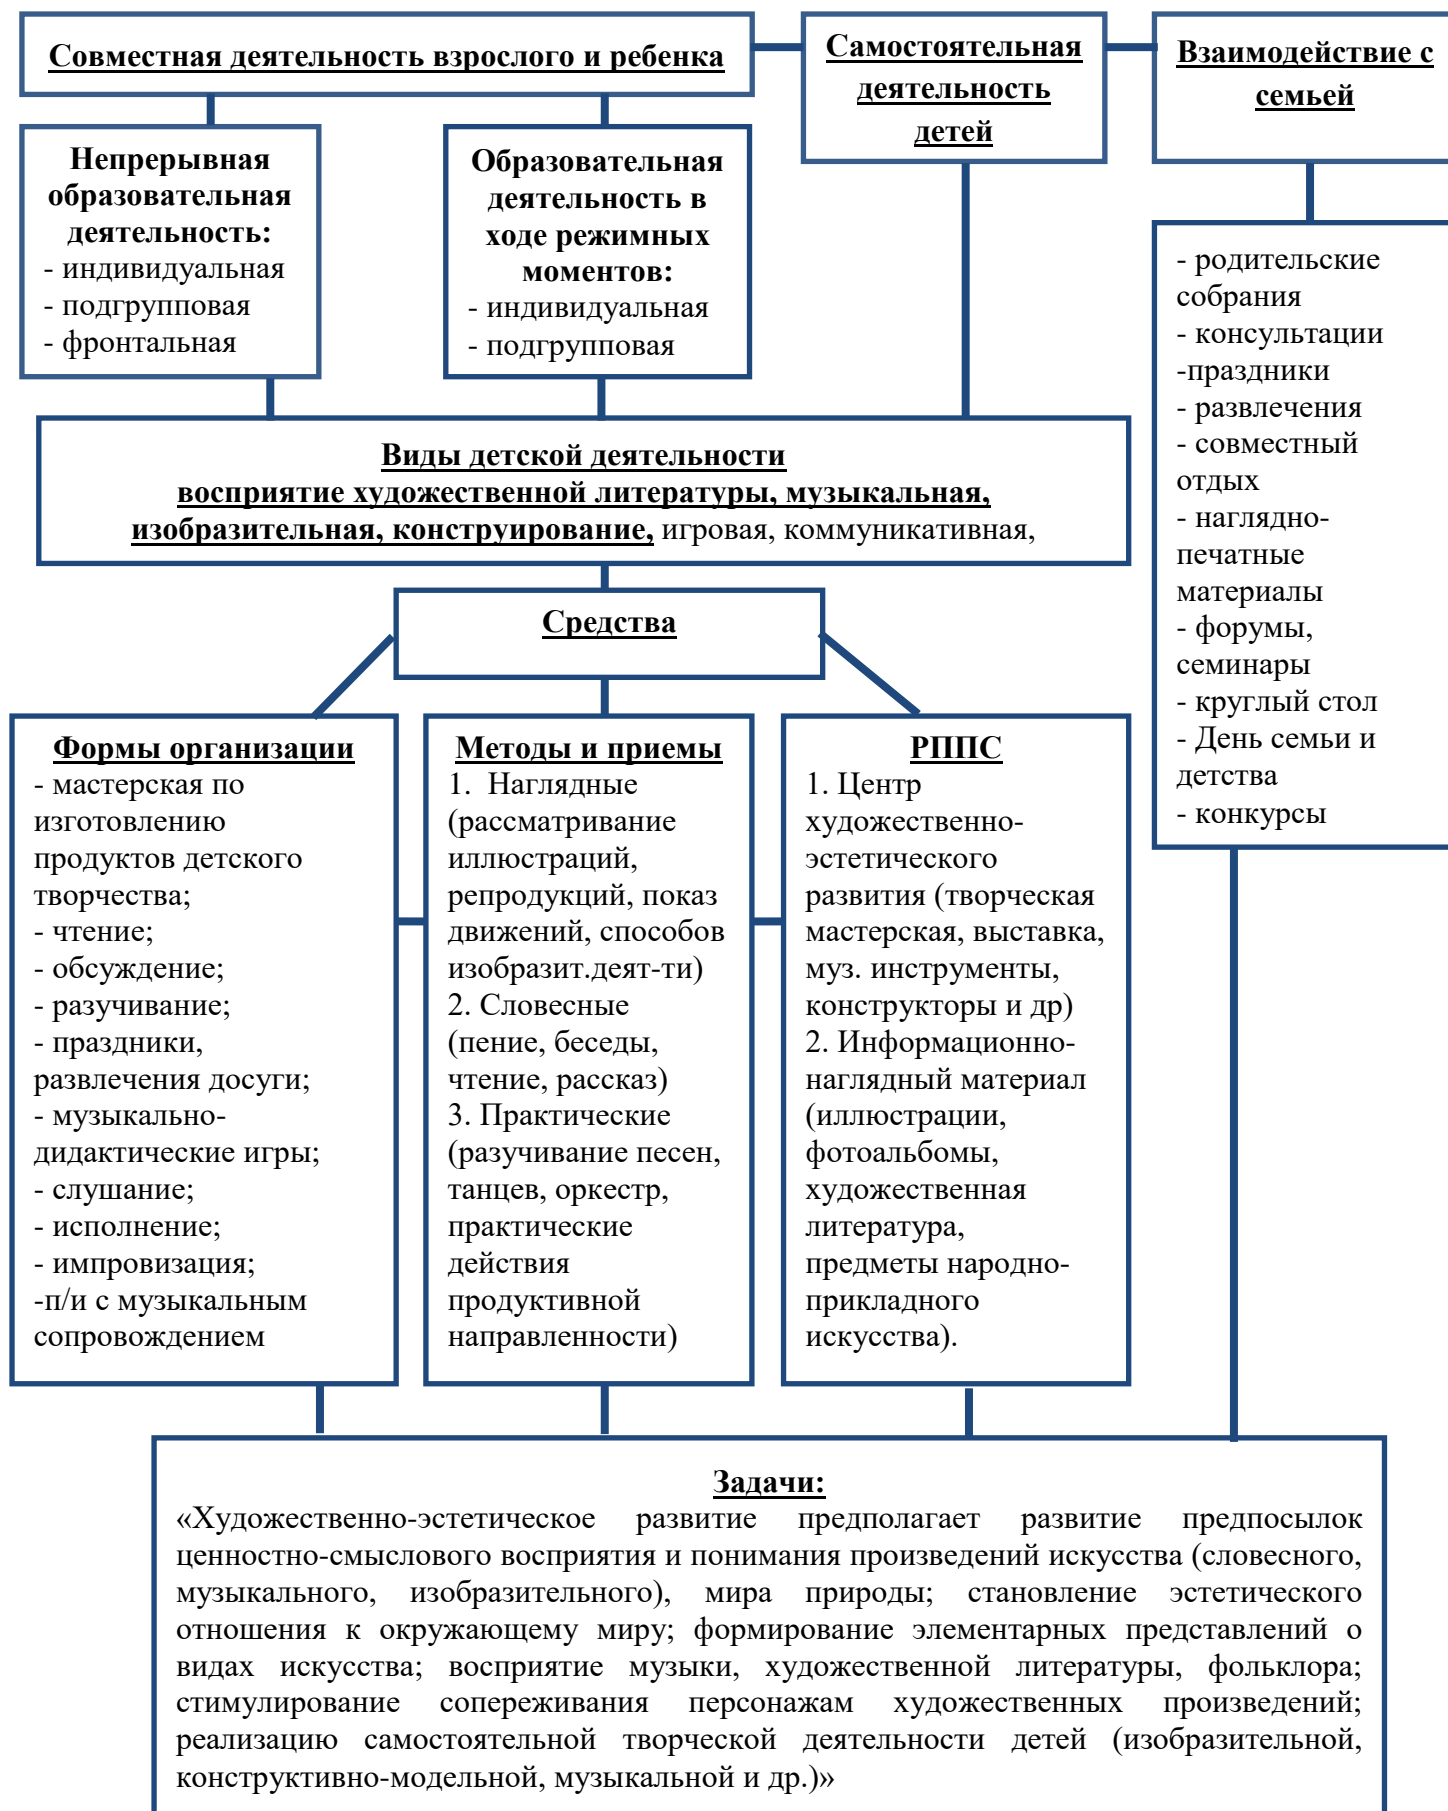 Совместная деятельность взрослого и ребенка
Самостоятельная
деятельность
детей
Взаимодействие с
семьей
Непрерывная
образовательная
деятельность:
- индивидуальная
- подгрупповая
- фронтальная
Образовательная
деятельность в
ходе режимных
моментов:
- индивидуальная
- подгрупповая
- родительские
собрания
- консультации
-праздники
- развлечения
- совместный
отдых
- наглядно-
печатные
материалы
- форумы,
семинары
- круглый стол
- День семьи и
детства
- конкурсы
Виды детской деятельности
восприятие художественной литературы, музыкальная,
изобразительная, конструирование, игровая, коммуникативная,
Средства
Формы организации
- мастерская по
изготовлению
продуктов детского
творчества;
- чтение;
- обсуждение;
- разучивание;
- праздники,
развлечения досуги;
- музыкально-
дидактические игры;
- слушание;
- исполнение;
- импровизация;
-п/и с музыкальным
сопровождением
Методы и приемы
1. Наглядные
(рассматривание
иллюстраций,
репродукций, показ
движений, способов
изобразит.деят-ти)
2. Словесные
(пение, беседы,
чтение, рассказ)
3. Практические
(разучивание песен,
танцев, оркестр,
практические
действия
продуктивной
направленности)
РППС
1. Центр
художественно-
эстетического
развития (творческая
мастерская, выставка,
муз. инструменты,
конструкторы и др)
2. Информационно-
наглядный материал
(иллюстрации,
фотоальбомы,
художественная
литература,
предметы народно-
прикладного
искусства).
Задачи:
«Художественно-эстетическое развитие предполагает развитие предпосылок
ценностно-смыслового восприятия и понимания произведений искусства (словесного,
музыкального, изобразительного), мира природы; становление эстетического
отношения к окружающему миру; формирование элементарных представлений о
видах искусства; восприятие музыки, художественной литературы, фольклора;
стимулирование сопереживания персонажам художественных произведений;
реализацию самостоятельной творческой деятельности детей (изобразительной,
конструктивно-модельной, музыкальной и др.)»